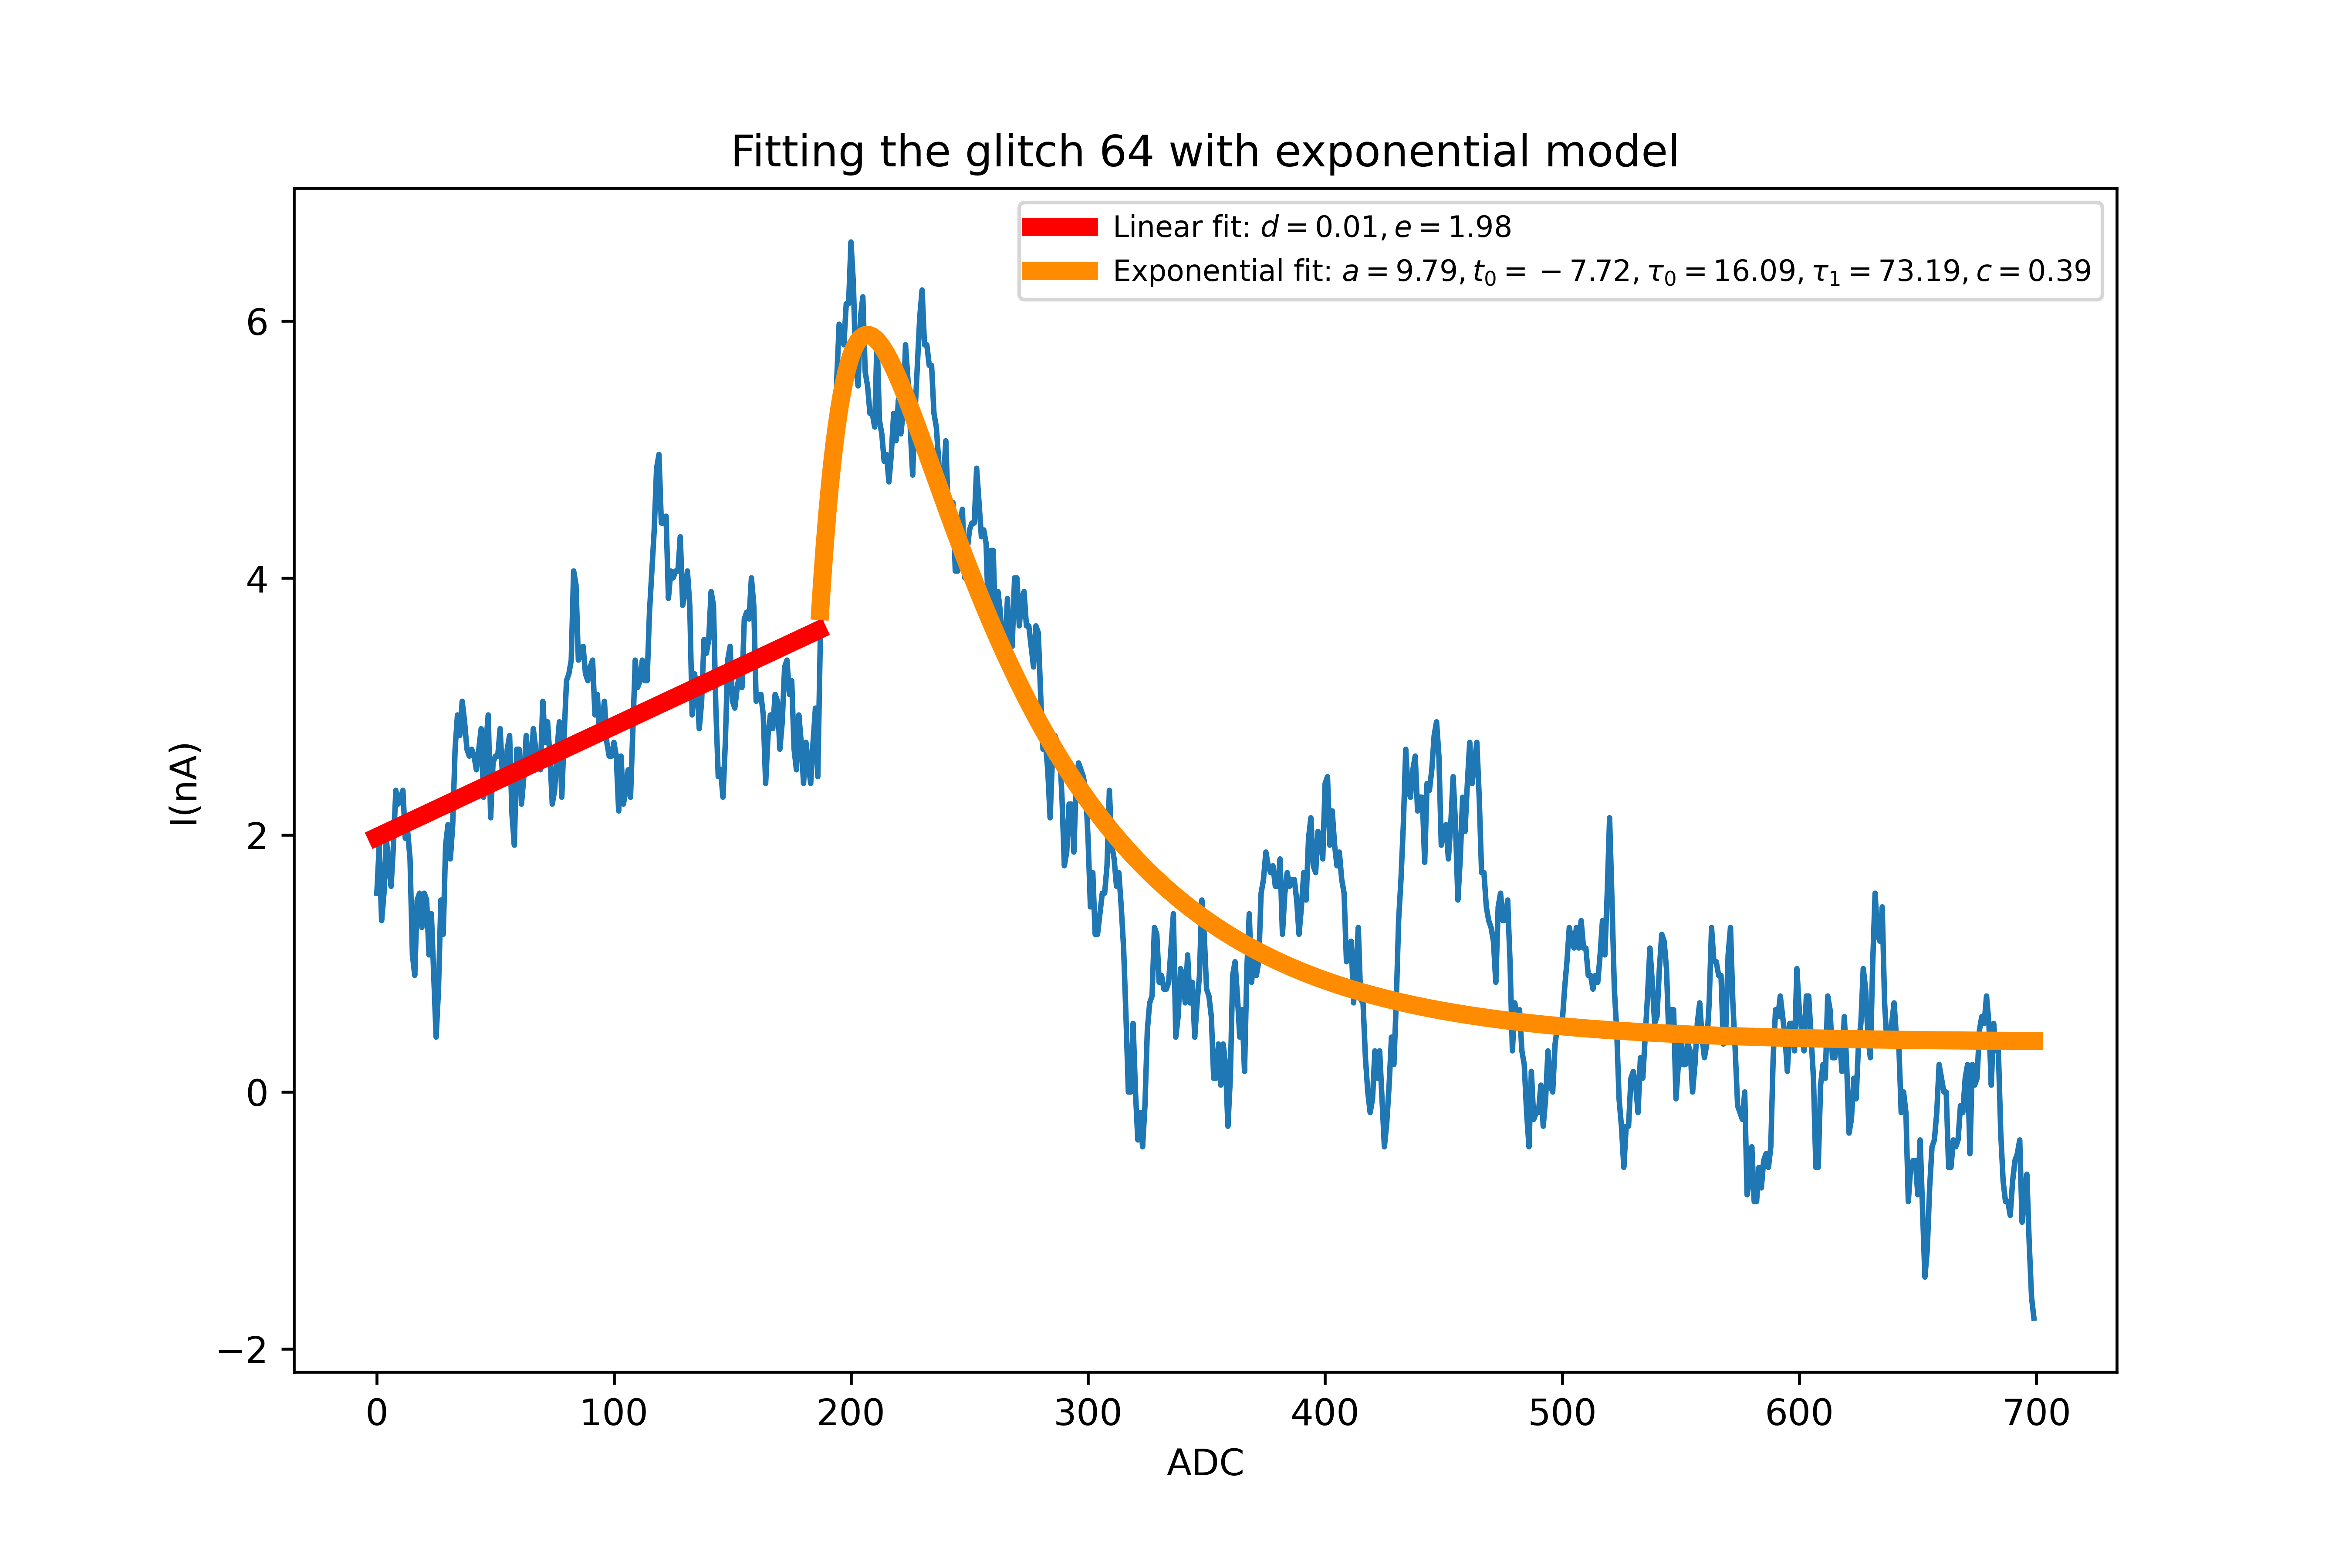 Fitting the glitch 64 with exponential model
Linear fit: d = 0.01, e = 1.98
Exponential fit: a = 9.79, t₀ = −7.72, τ₀ = 16.09, τ₁ = 73.19, c = 0.39
6
4
2
0
−2
I(nA)
0 100 200 300 400 500 600 700
ADC